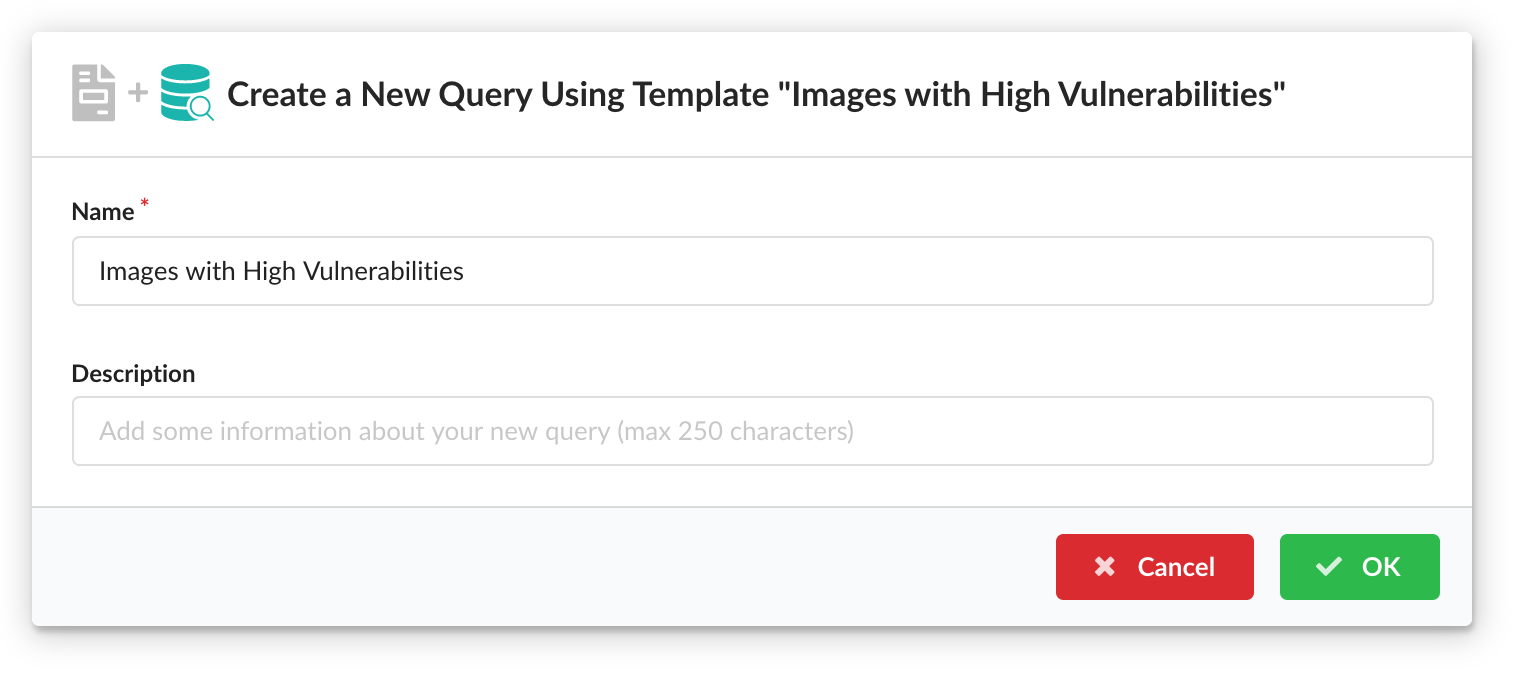 Create a New Query Using Template "Images with High Vulnerabilities"
Name *
Images with High Vulnerabilities
Description
Add some information about your new query (max 250 characters)
Cancel
OK